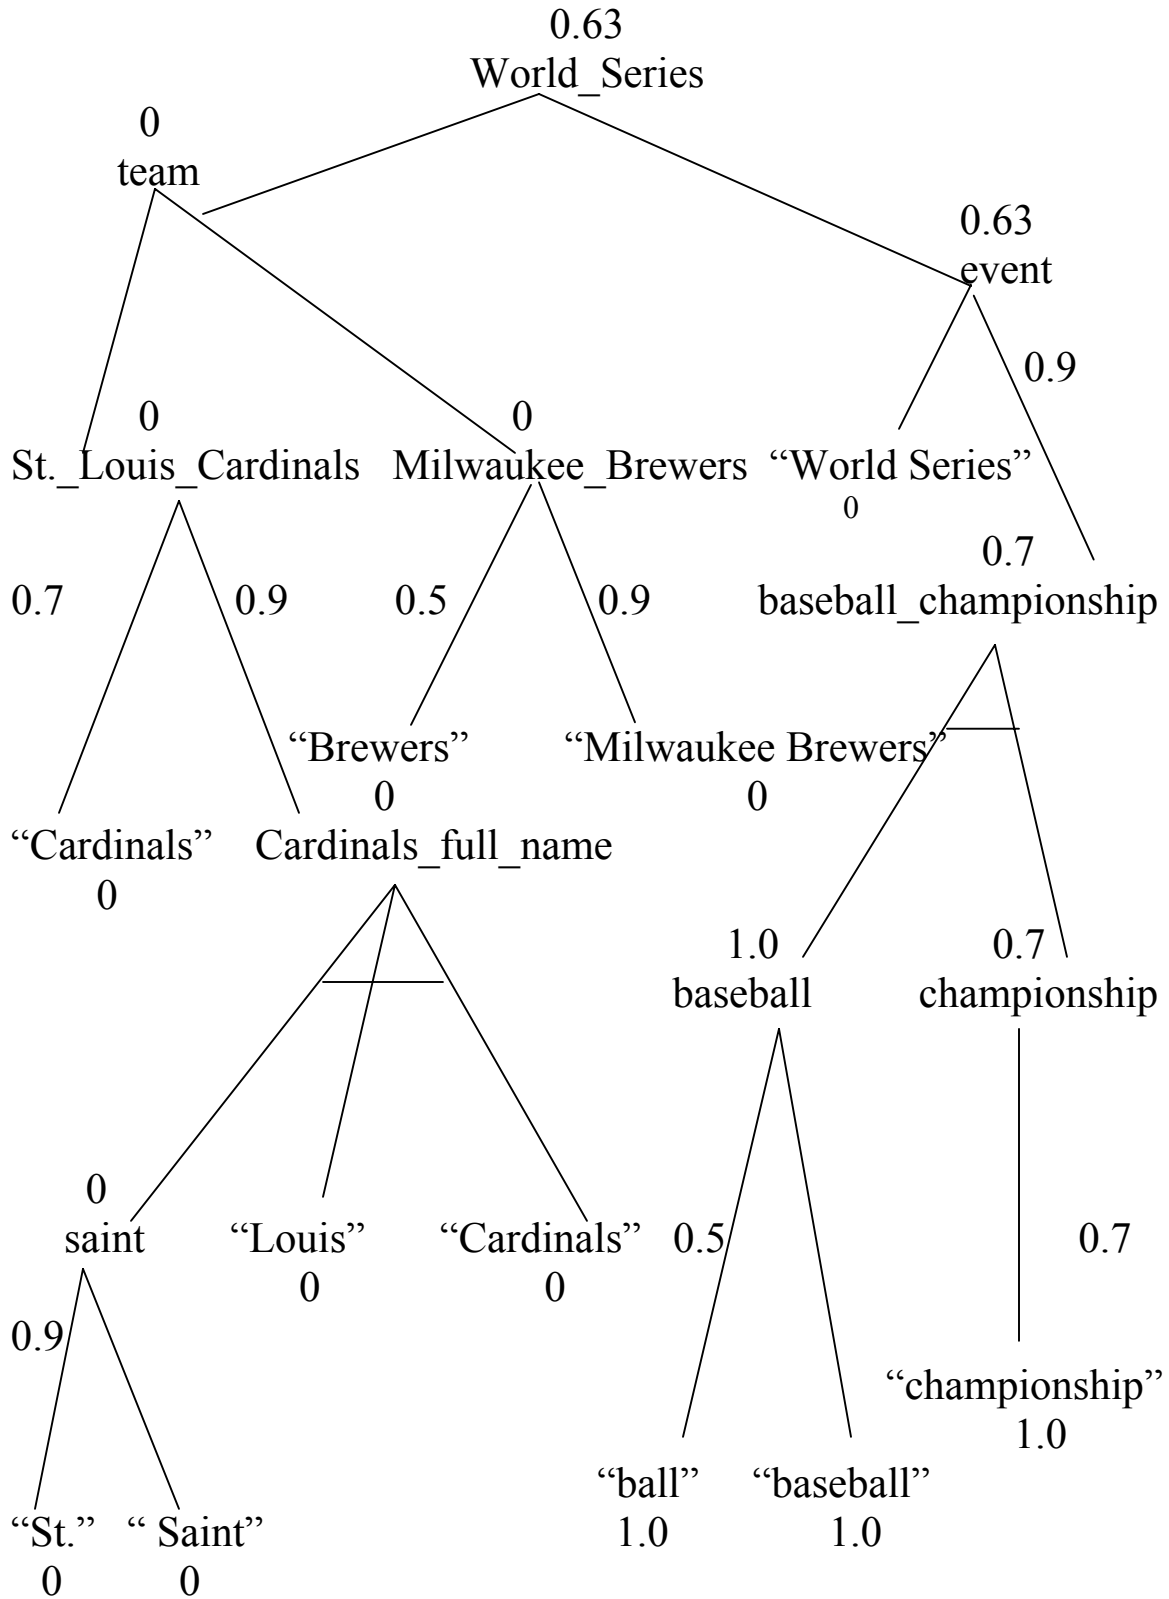 0.63
World_Series
0
team
0.63
event
0.9
0
0
St._Louis_Cardinals
Milwaukee_Brewers
“World Series”
0
0.7
baseball_championship
0.7
0.9
0.5
0.9
“Brewers”
0
“Milwaukee Brewers”
0
“Cardinals”
0
Cardinals_full_name
1.0
baseball
0.7
championship
0
saint
“Louis”
0
“Cardinals”
0
0.5
0.7
0.9
“championship”
1.0
“ball”
1.0
“baseball”
1.0
“St.”
0
“ Saint”
0